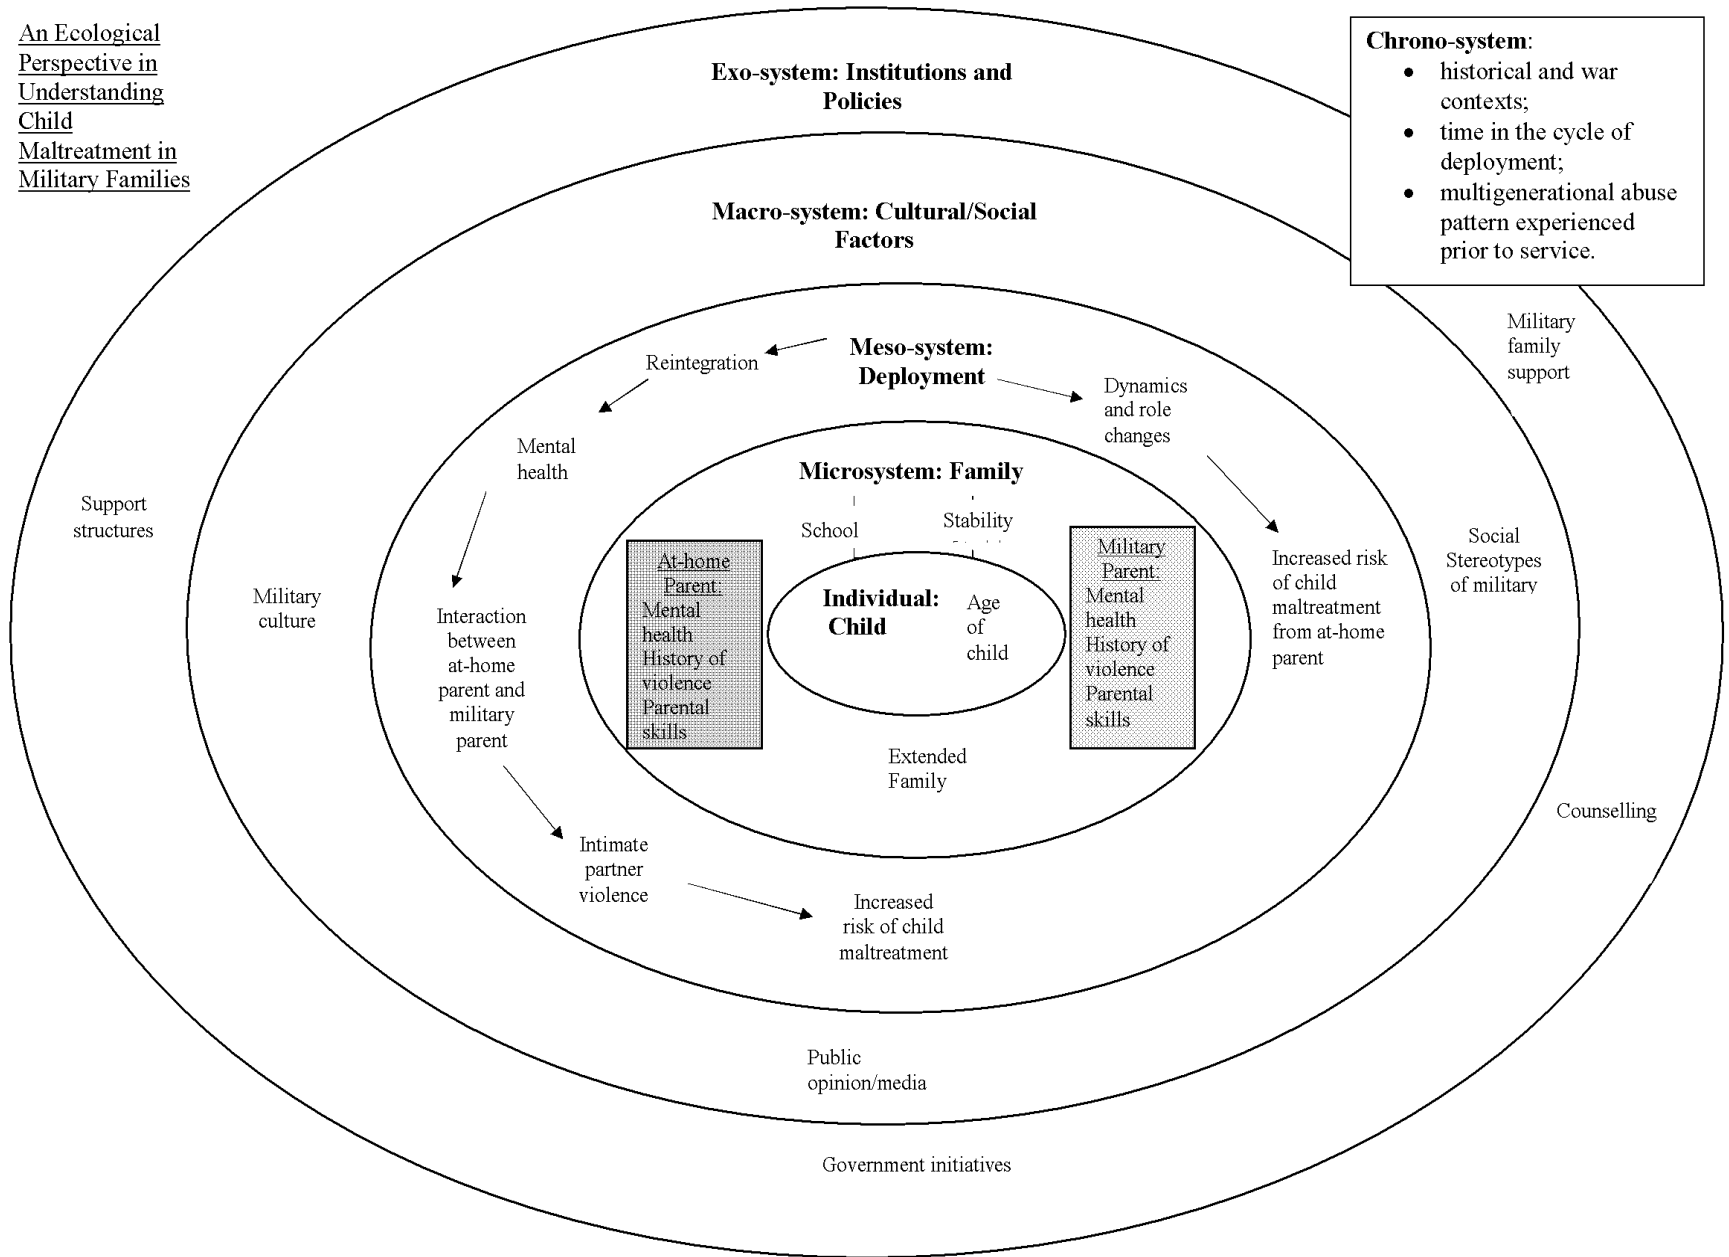 An Ecological
Perspective in
Understanding
Child
Maltreatment in
Military Families
Exo-system: Institutions and
Policies
Chrono-system:
• historical and war
contexts;
• time in the cycle of
deployment;
• multigenerational abuse
pattern experienced
prior to service.
Macro-system: Cultural/Social
Factors
Military
family
support
Meso-system:
Deployment
Reintegration
Dynamics
and role
changes
Mental
health
Microsystem: Family
School
Stability
Support
structures
Social
Stereotypes
of military
Increased risk
of child
maltreatment
from at-home
parent
At-home
Parent:
Mental
health
History of
violence
Parental
skills
Military
Parent:
Mental
health
History of
violence
Parental
skills
Individual:
Child
Age
of
child
Military
culture
Interaction
between
at-home
parent and
military
parent
Extended
Family
Counselling
Intimate
partner
violence
Increased
risk of child
maltreatment
Public
opinion/media
Government initiatives